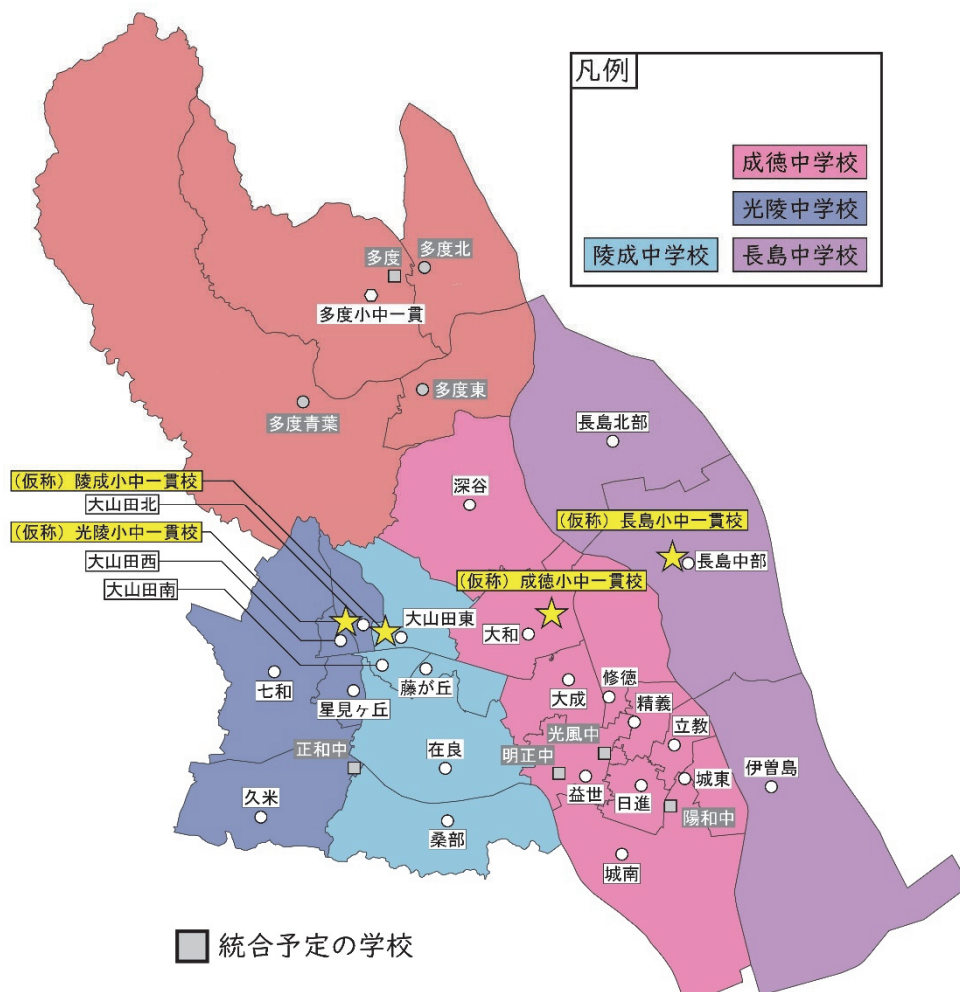 凡例
成徳中学校
光陵中学校
陵成中学校
長島中学校
多度
多度北
多度小中一貫
多度東
多度青葉
長島北部
(仮称) 陵成小中一貫校
大山田北
(仮称) 光陵小中一貫校
大山田西
大山田南
深谷
(仮称) 長島小中一貫校
長島中部
(仮称) 成徳小中一貫校
大山田東
大和
七和
星見ヶ丘
藤が丘
大成
修徳
精義
光風中
立教
正和中
在良
明正中
益世
日進
城東
伊曽島
久米
桑部
陽和中
城南
統合予定の学校